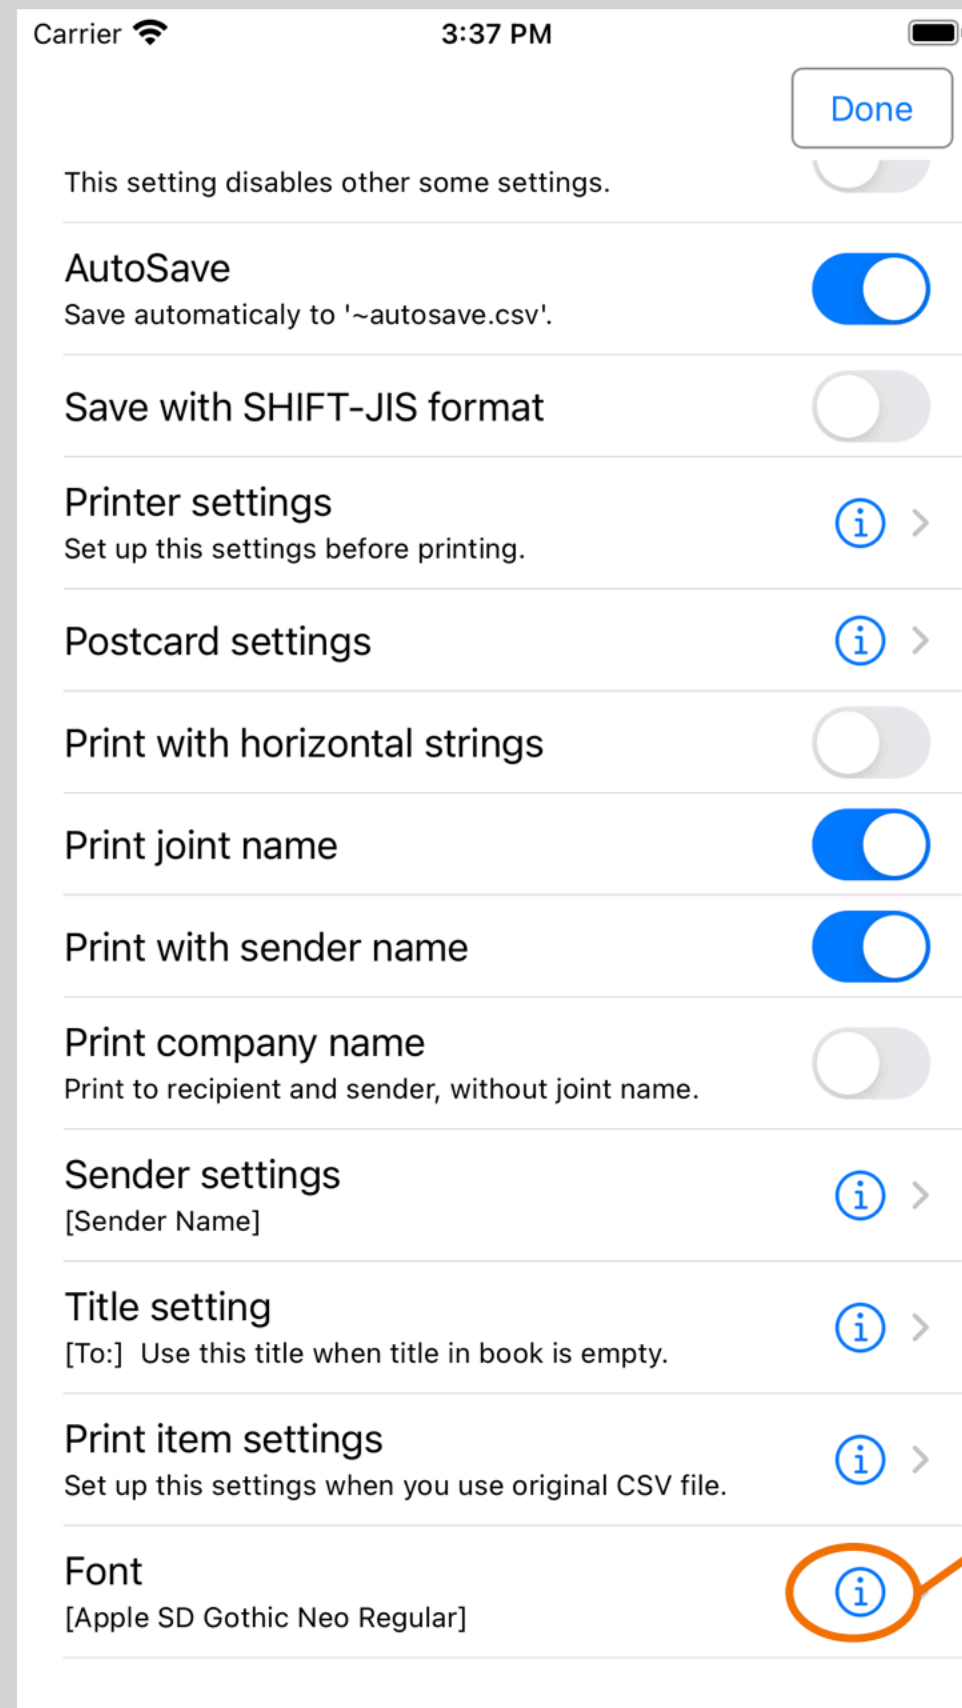 Carrier 3:37 PM
Done
This setting disables other some settings.
AutoSave
Save automaticaly to '~autosave.csv'.
Save with SHIFT-JIS format
Printer settings
Set up this settings before printing.
Postcard settings
Print with horizontal strings
Print joint name
Print with sender name
Print company name
Print to recipient and sender, without joint name.
Sender settings
[Sender Name]
Title setting
[To:] Use this title when title in book is empty.
Print item settings
Set up this settings when you use original CSV file.
Font
[Apple SD Gothic Neo Regular]